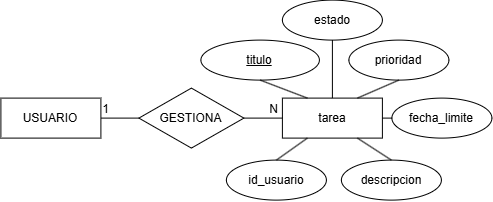 estado
titulo
prioridad
USUARIO
1
GESTIONA
N
tarea
fecha_limite
id_usuario
descripcion